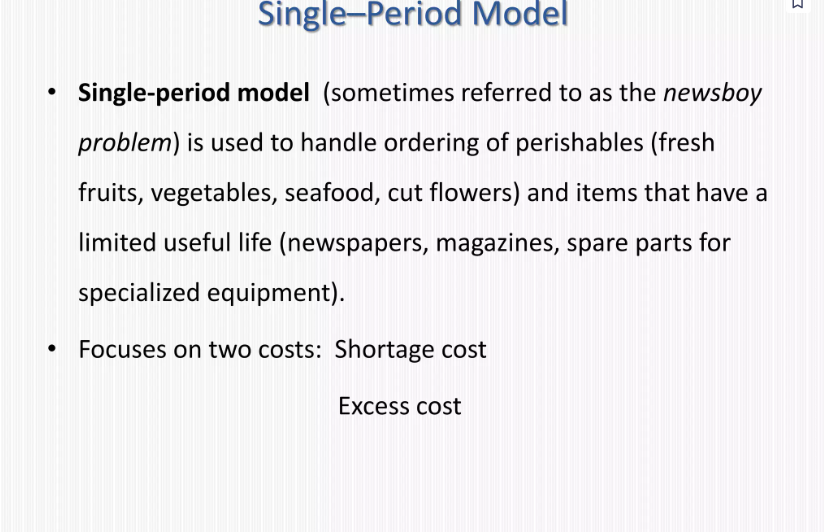 Single–Period Model
• Single-period model (sometimes referred to as the newsboy
problem) is used to handle ordering of perishables (fresh
fruits, vegetables, seafood, cut flowers) and items that have a
limited useful life (newspapers, magazines, spare parts for
specialized equipment).
• Focuses on two costs: Shortage cost
Excess cost